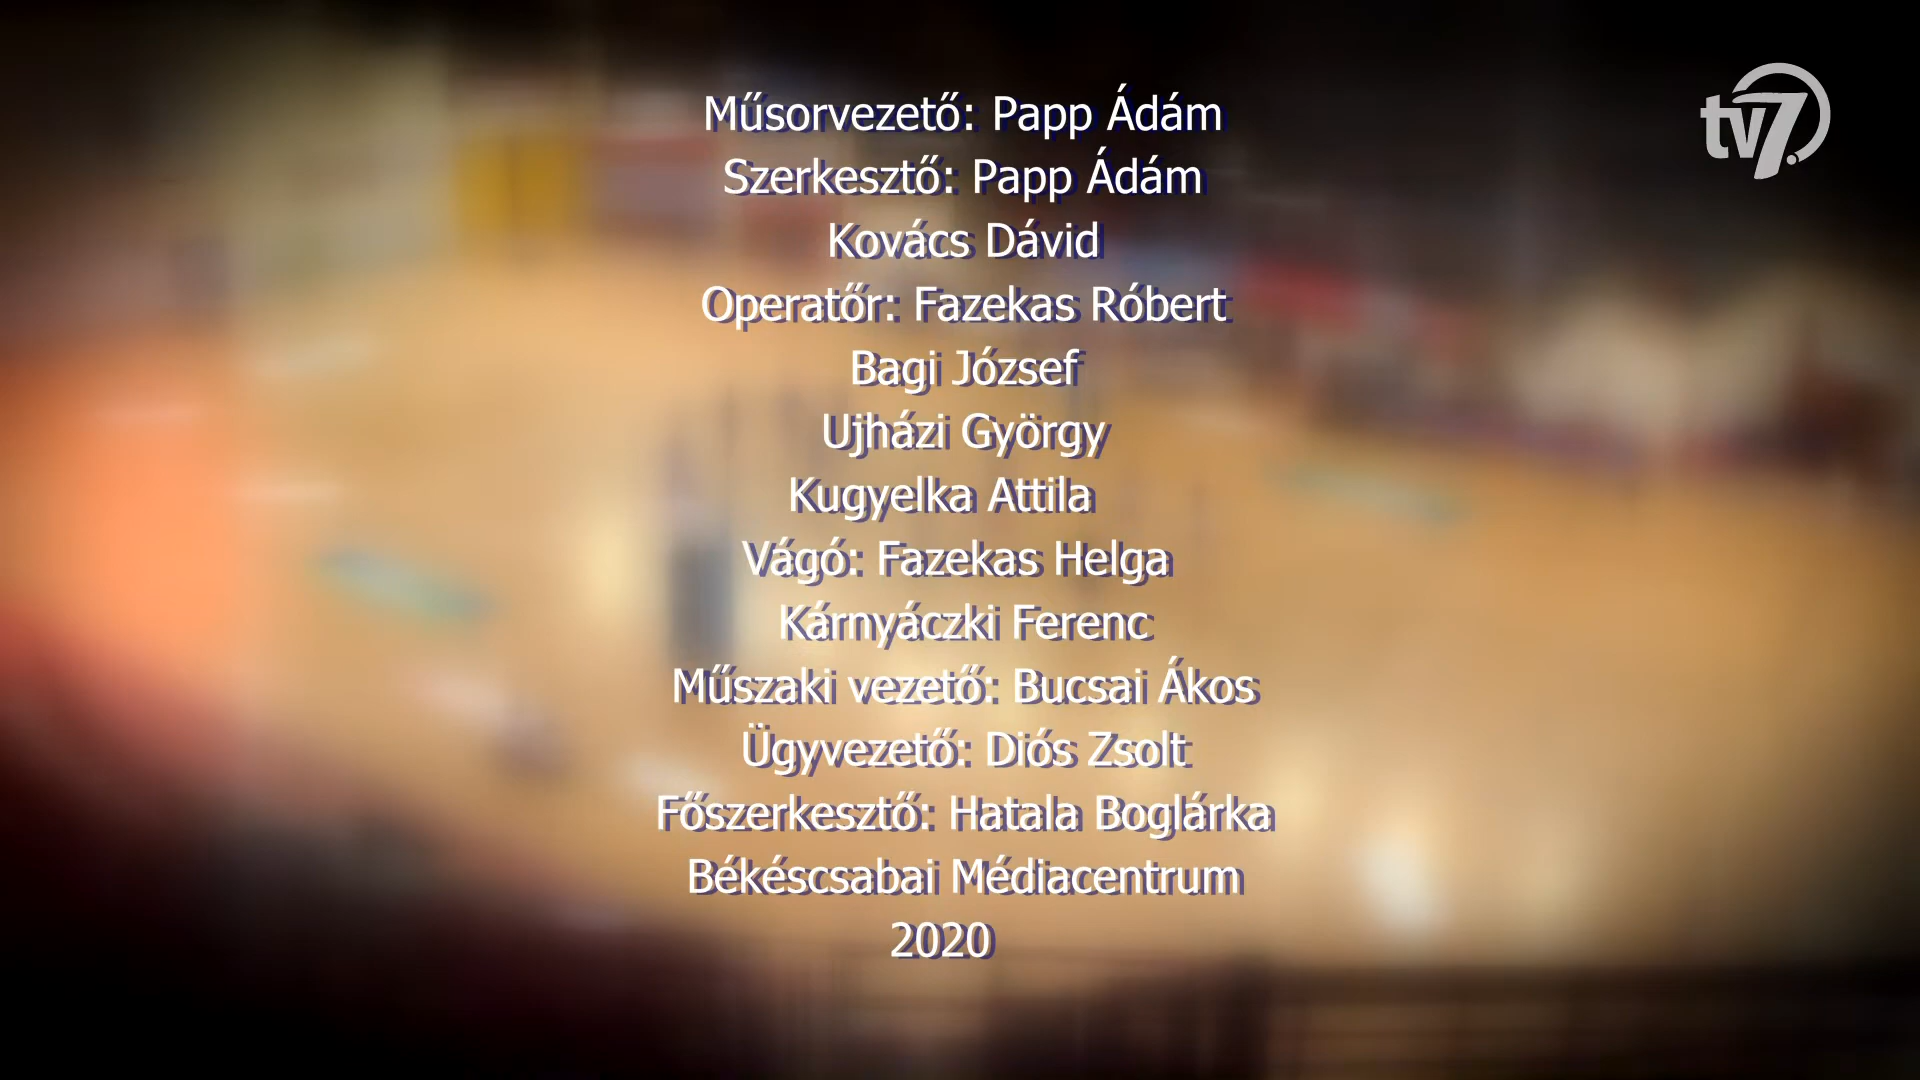 tv7.
Műsorvezető: Papp Ádám
Szerkesztő: Papp Ádám
Kovács Dávid
Operatőr: Fazekas Róbert
Bagi József
Ujházi György
Kugyelka Attila
Vágó: Fazekas Helga
Kárnyáczki Ferenc
Műszaki vezető: Bucsai Ákos
Ügyvezető: Diós Zsolt
Főszerkesztő: Hatala Boglárka
Békéscsabai Médiacentrum
2020